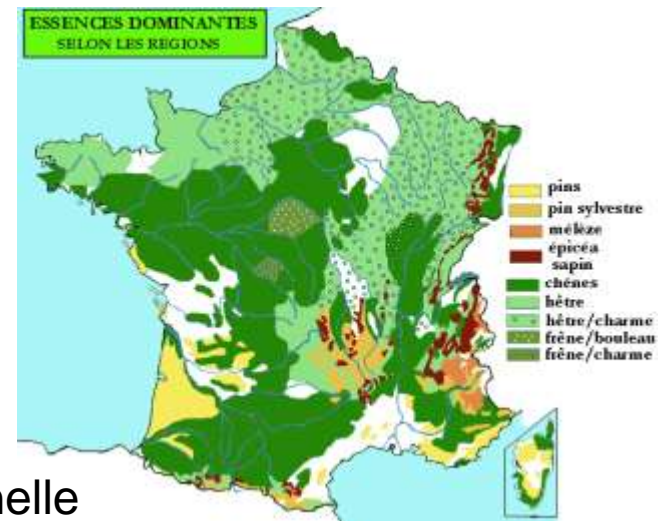 ESSENCES DOMINANTES
SELON LES REGIONS
pins
pin sylvestre
mélèze
épicéa
sapin
chênes
hêtre
hêtre/charme
frêne/bouleau
frêne/charme
nelle